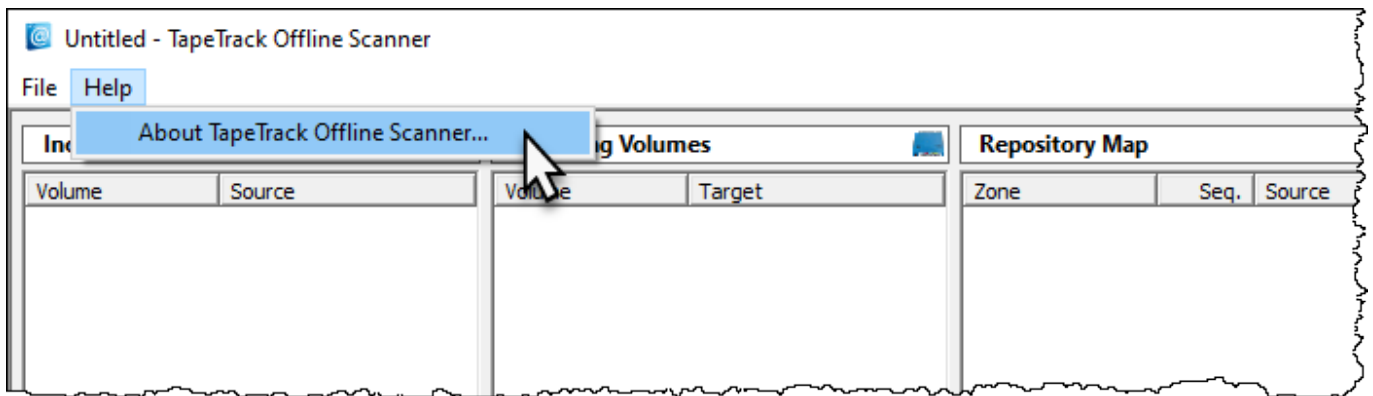 Untitled - TapeTrack Offline Scanner
File Help
About TapeTrack Offline Scanner...
Volumes Repository Map
Volume Source Volume Target Zone Seq. Source